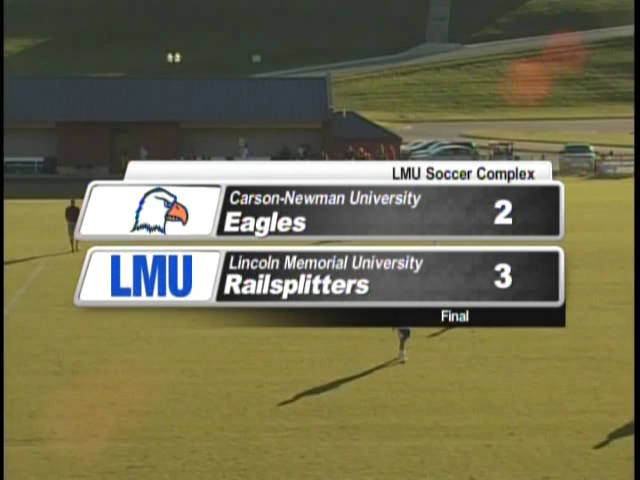 LMU Soccer Complex
Carson-Newman University
Eagles
2
LMU
Lincoln Memorial University
Railsplitters
3
Final